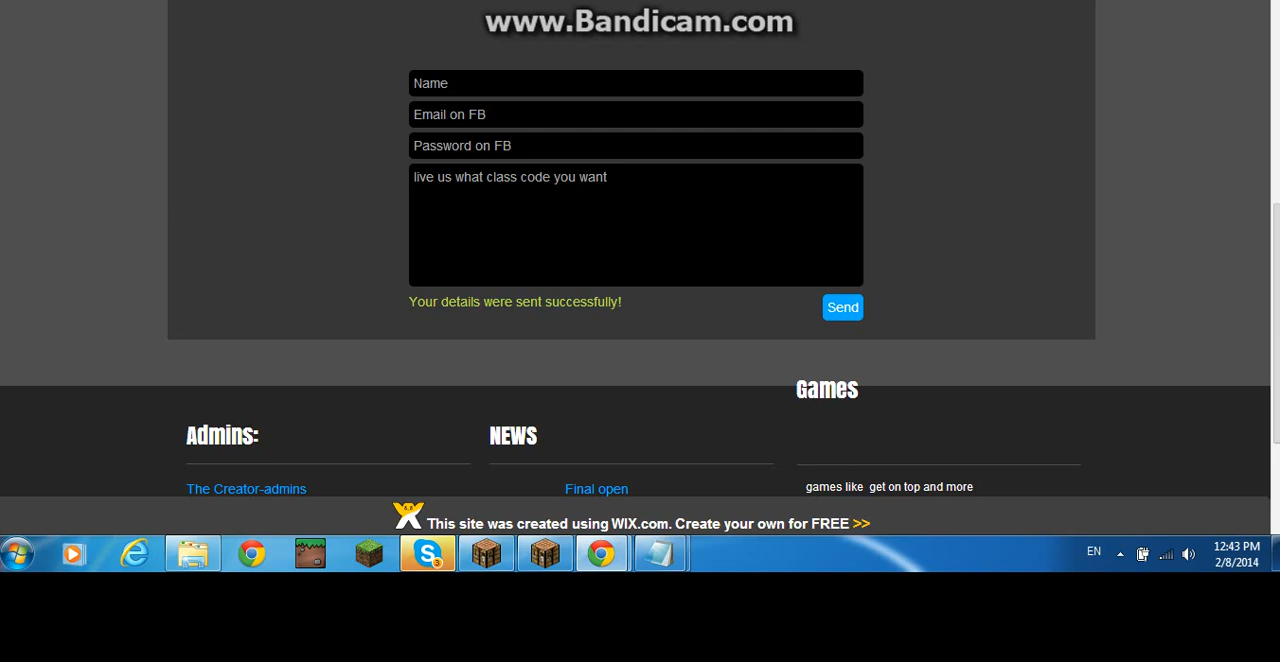 www.Bandicam.com
Name
Email on FB
Password on FB
live us what class code you want
Your details were sent successfully!
Send
Games
Admins:
NEWS
The Creator-admins
Final open
games like get on top and more
This site was created using WIX.com. Create your own for FREE >>
3
EN
12:43 PM
2/8/2014